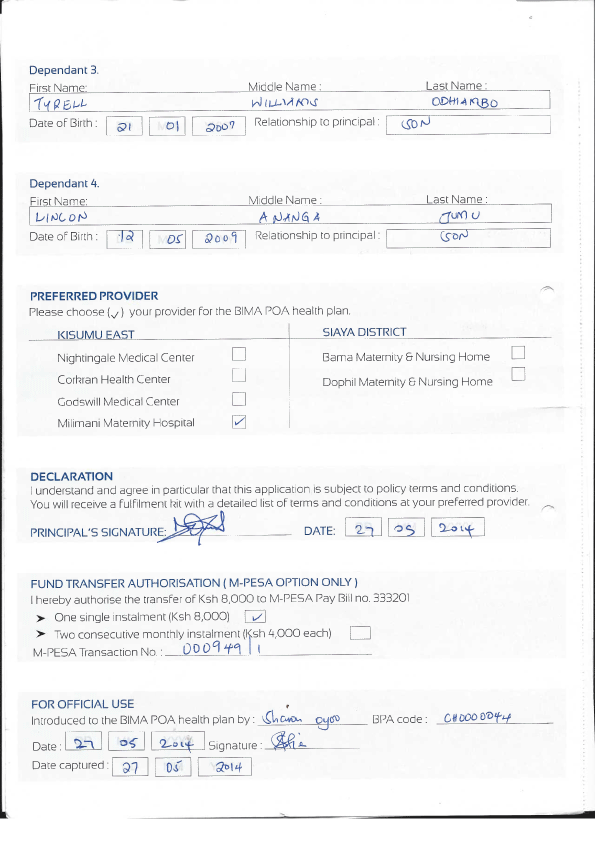 Dependant 3.
First Name: Middle Name : Last Name :
TYRELL WILLIAMS ODHIAMBO
Date of Birth : 21 01 2007 Relationship to principal : SON
Dependant 4.
First Name: Middle Name : Last Name :
LINCON ANANGA JUMU
Date of Birth : 12 05 2009 Relationship to principal : SON
PREFERRED PROVIDER
Please choose (✓) your provider for the BIMA POA health plan.
KISUMU EAST SIAYA DISTRICT
Nightingale Medical Center Bama Maternity & Nursing Home
Corkran Health Center Dophil Maternity & Nursing Home
Godswill Medical Center
Milimani Maternity Hospital ✓
DECLARATION
I understand and agree in particular that this application is subject to policy terms and conditions.
You will receive a fulfilment kit with a detailed list of terms and conditions at your preferred provider.
PRINCIPAL'S SIGNATURE: DATE: 27 05 2014
FUND TRANSFER AUTHORISATION ( M-PESA OPTION ONLY )
I hereby authorise the transfer of Ksh 8,000 to M-PESA Pay Bill no. 333201
➤ One single instalment (Ksh 8,000) ✓
➤ Two consecutive monthly instalment (Ksh 4,000 each)
M-PESA Transaction No. : 00094911
FOR OFFICIAL USE
Introduced to the BIMA POA health plan by : Sharon oyoo BPA code : CH0000044
Date : 27 05 2014 Signature :
Date captured : 27 05 2014